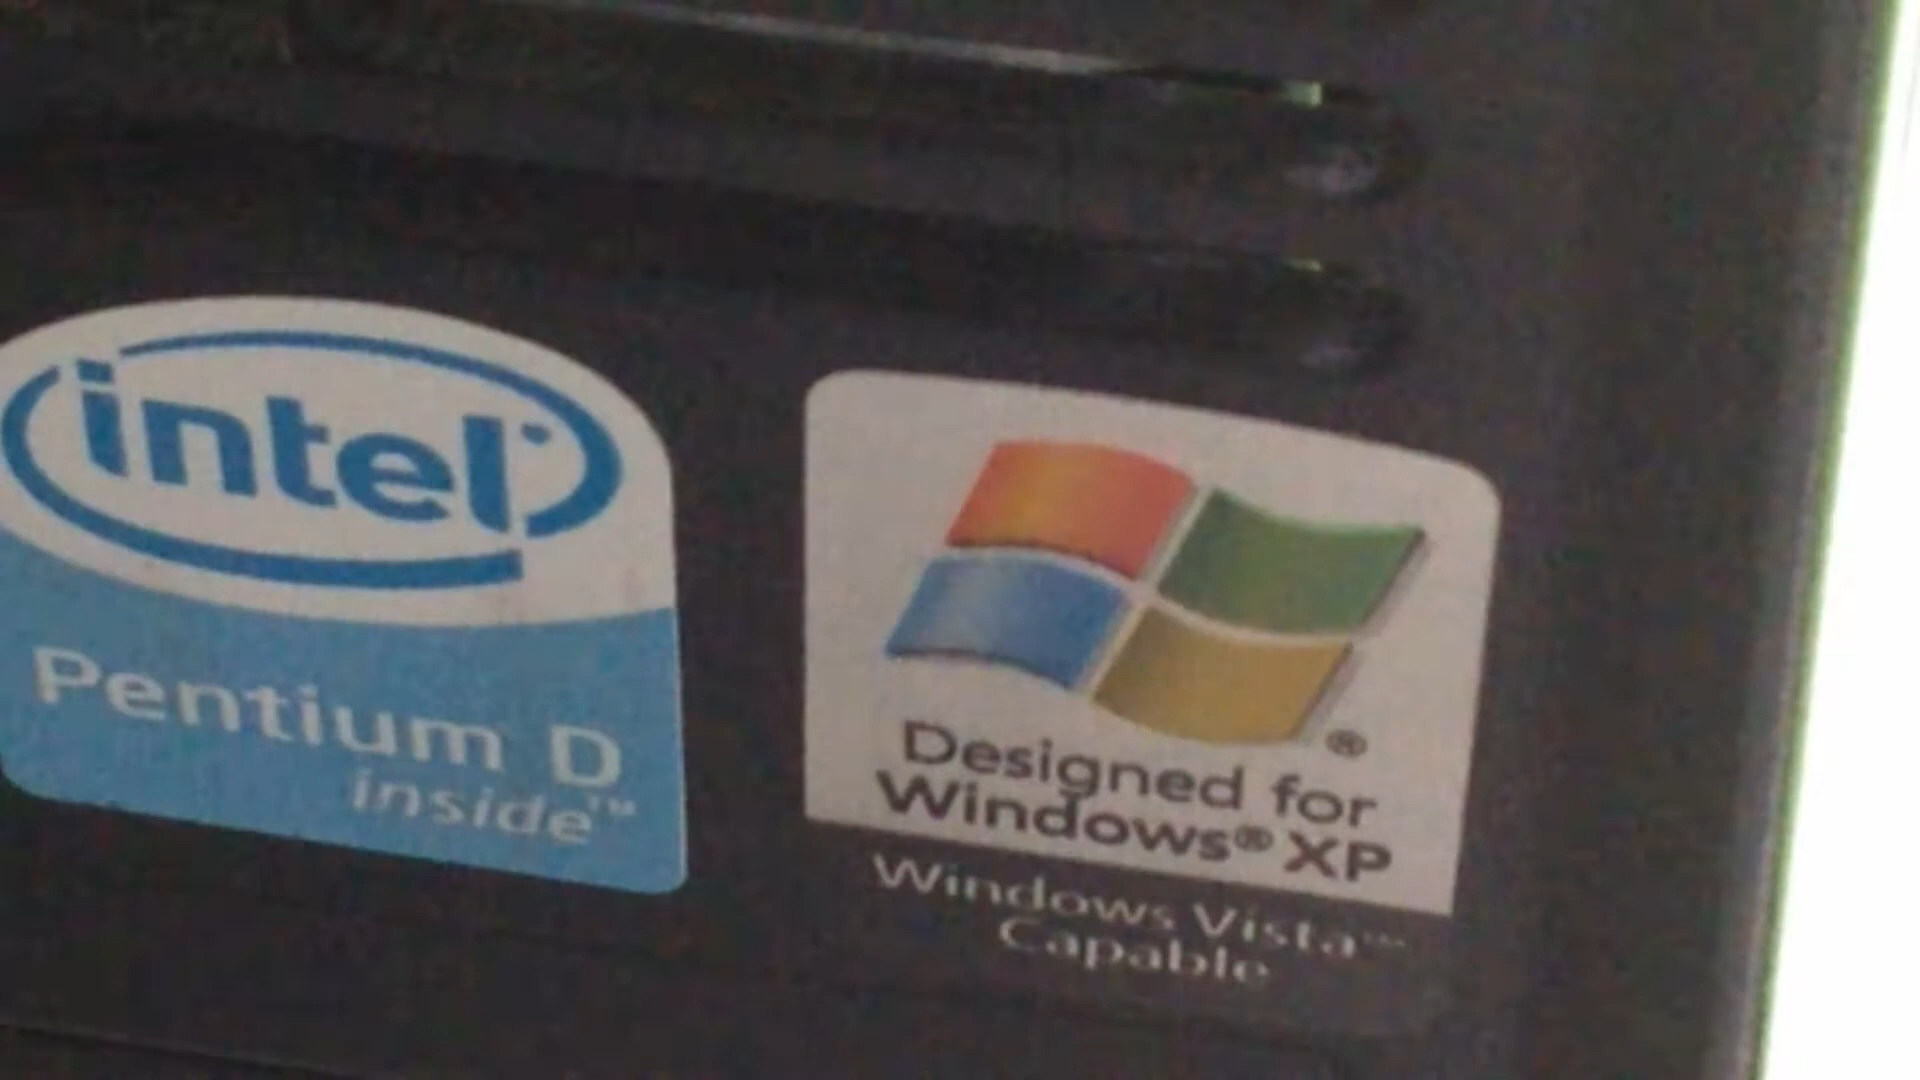 intel®
Pentium D
inside™
®
Designed for
Windows® XP
Windows Vista™
Capable